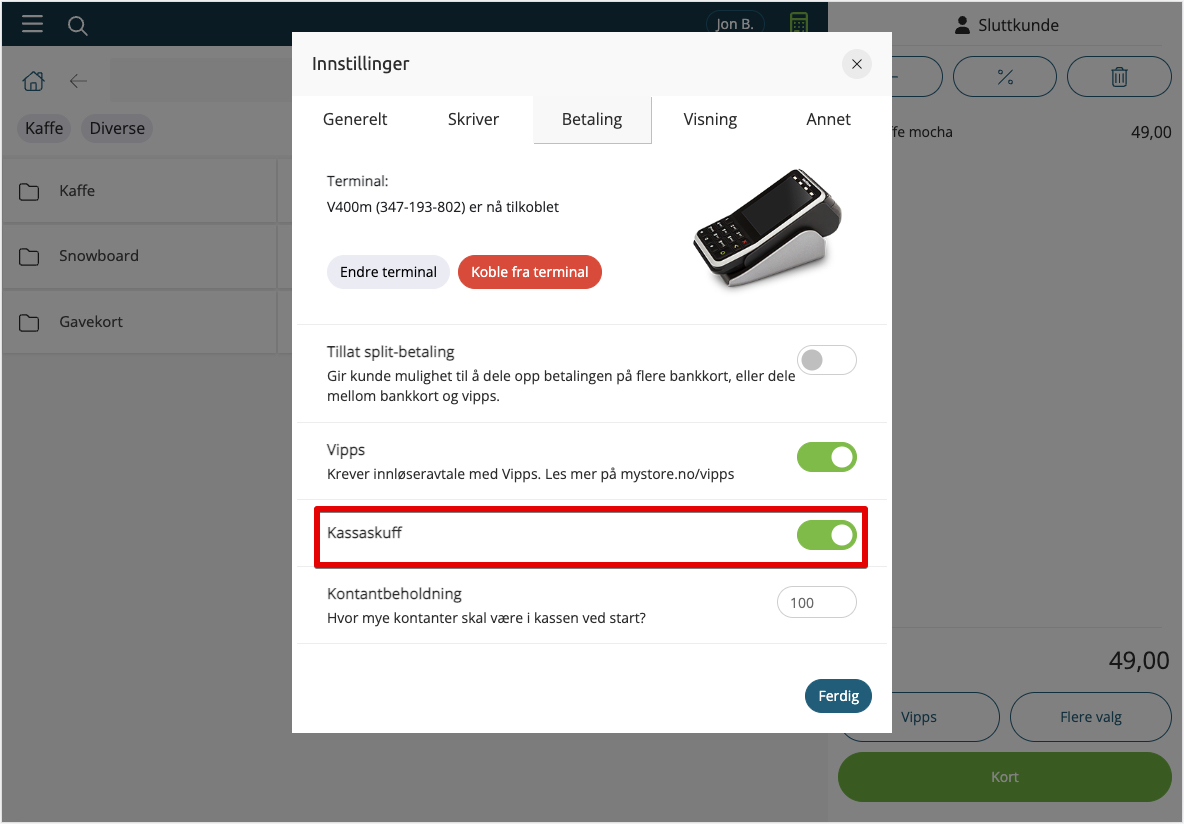 Jon B.
Sluttkunde
Innstillinger
Generelt
Skriver
Betaling
Visning
Annet
Kaffe
Diverse
mocha
49,00
Kaffe
Snowboard
Gavekort
Terminal:
V400m (347-193-802) er nå tilkoblet
Endre terminal
Koble fra terminal
Tillat split-betaling
Gir kunde mulighet til å dele opp betalingen på flere bankkort, eller dele
mellom bankkort og vipps.
Vipps
Krever innløseravtale med Vipps. Les mer på mystore.no/vipps
Kassaskuff
Kontantbeholdning
Hvor mye kontanter skal være i kassen ved start?
100
Ferdig
49,00
Vipps
Flere valg
Kort